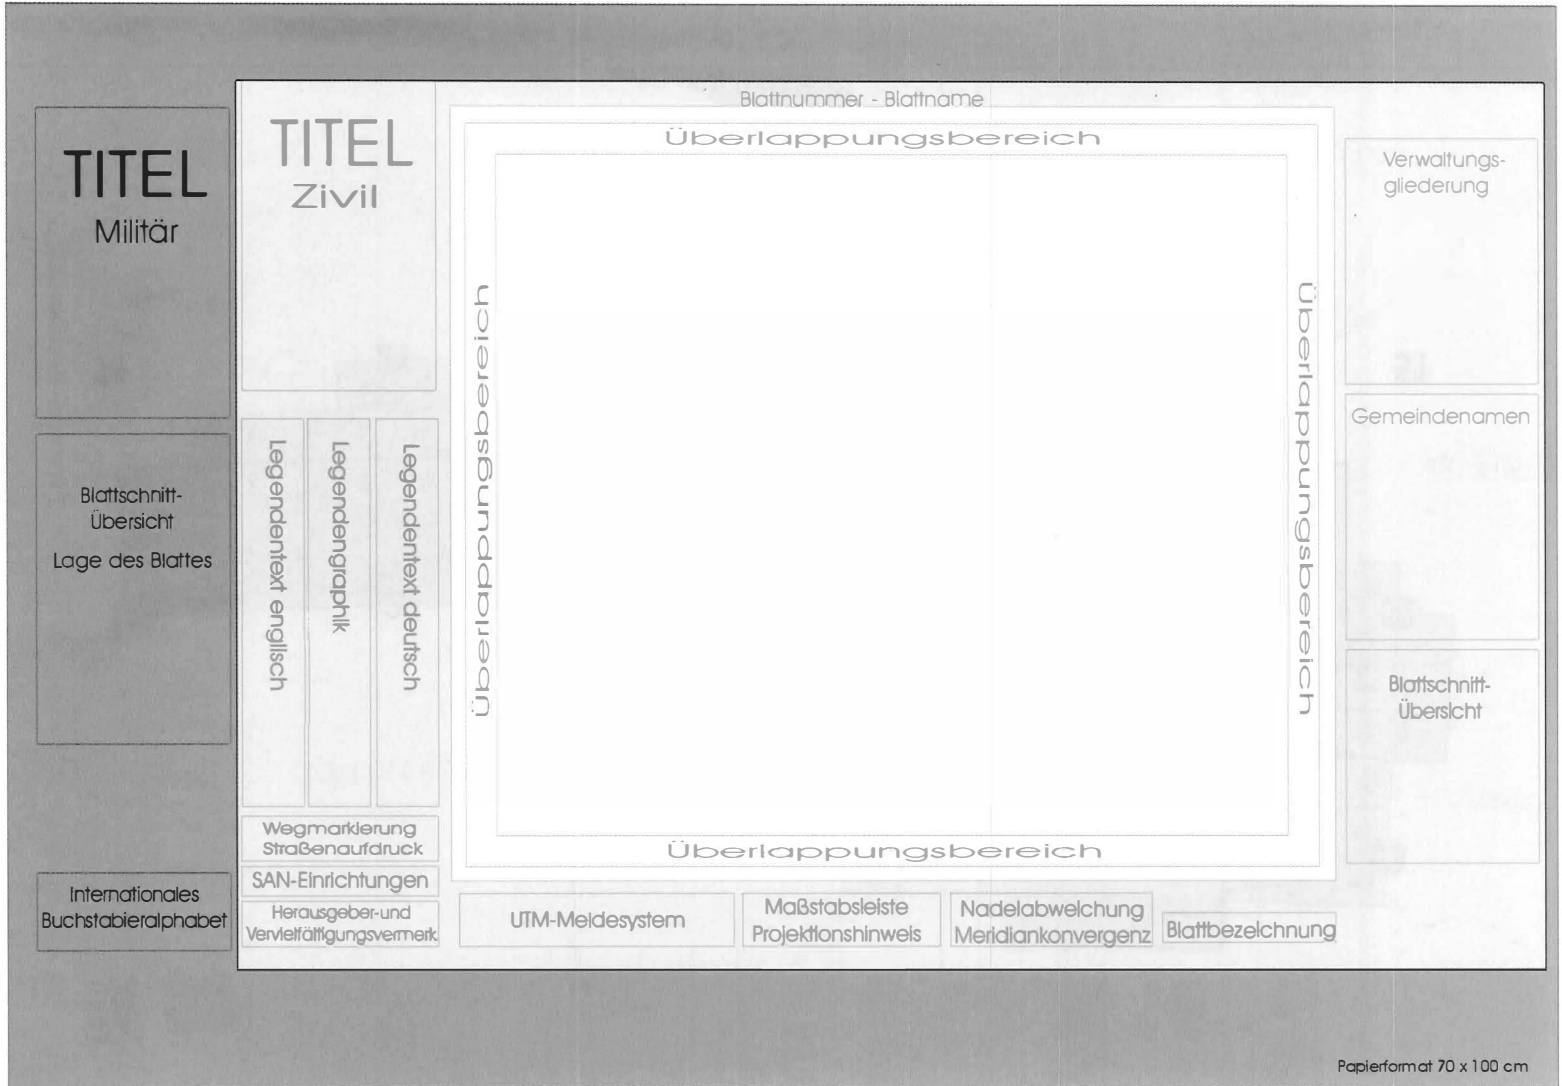 Blattnummer - Blattname
TITEL
Militär
Blattschnitt-
Übersicht
Lage des Blattes
Internationales
Buchstabieralphabet
TITEL
Zivil
Legendentext englisch
Legendengraphik
Legendentext deutsch
Wegmarkierung
Straßenaufdruck
SAN-Einrichtungen
Herausgeber-und
Vervielfältigungsvermerk
Überlappungsbereich
Überlappungsbereich
Überlappungsbereich
Überlappungsbereich
UTM-Meldesystem
Maßstabsleiste
Projektionshinweis
Nadelabweichung
Meridiankonvergenz
Blattbezeichnung
Verwaltungs-
gliederung
Gemeindenamen
Blattschnitt-
Übersicht
Papierformat 70 x 100 cm